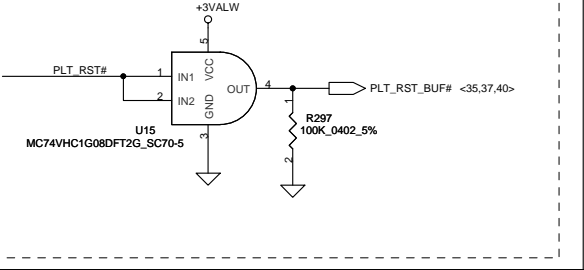 +3VALW
5
PLT_RST#
1
IN1
VCC
2
IN2
GND
OUT
4
PLT_RST_BUF# <35,37,40>
3
1
U15
MC74VHC1G08DFT2G_SC70-5
R297
100K_0402_5%
2